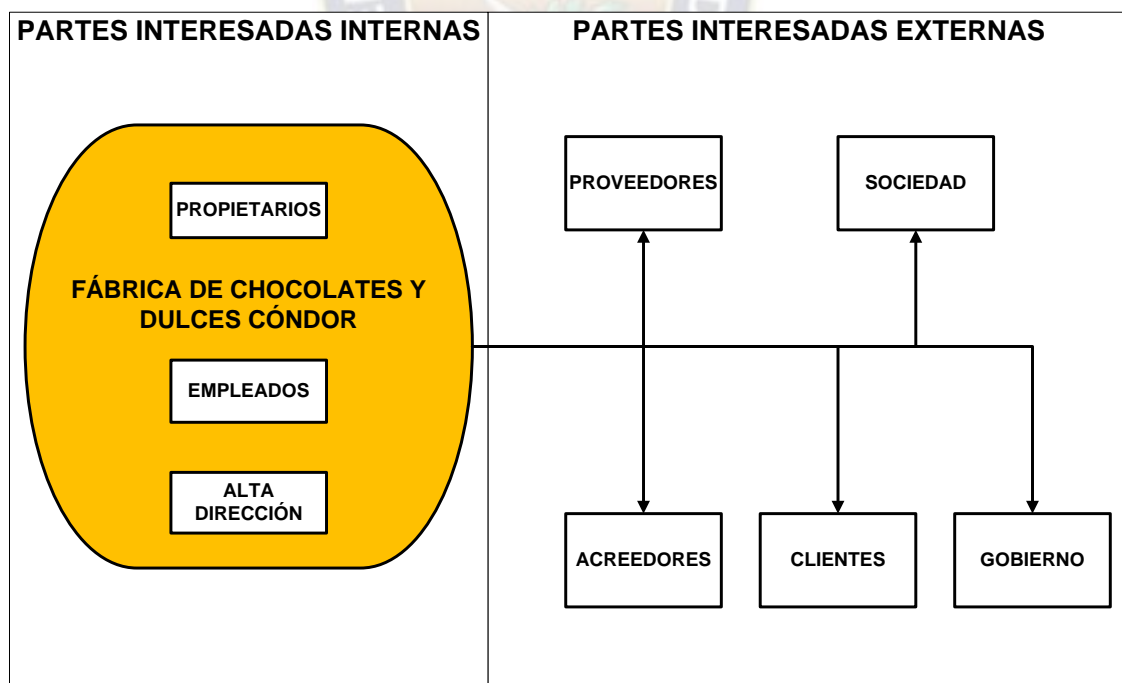 PARTES INTERESADAS INTERNAS
PARTES INTERESADAS EXTERNAS
PROPIETARIOS
FÁBRICA DE CHOCOLATES Y
DULCES CÓNDOR
EMPLEADOS
ALTA
DIRECCIÓN
PROVEEDORES
SOCIEDAD
ACREEDORES
CLIENTES
GOBIERNO